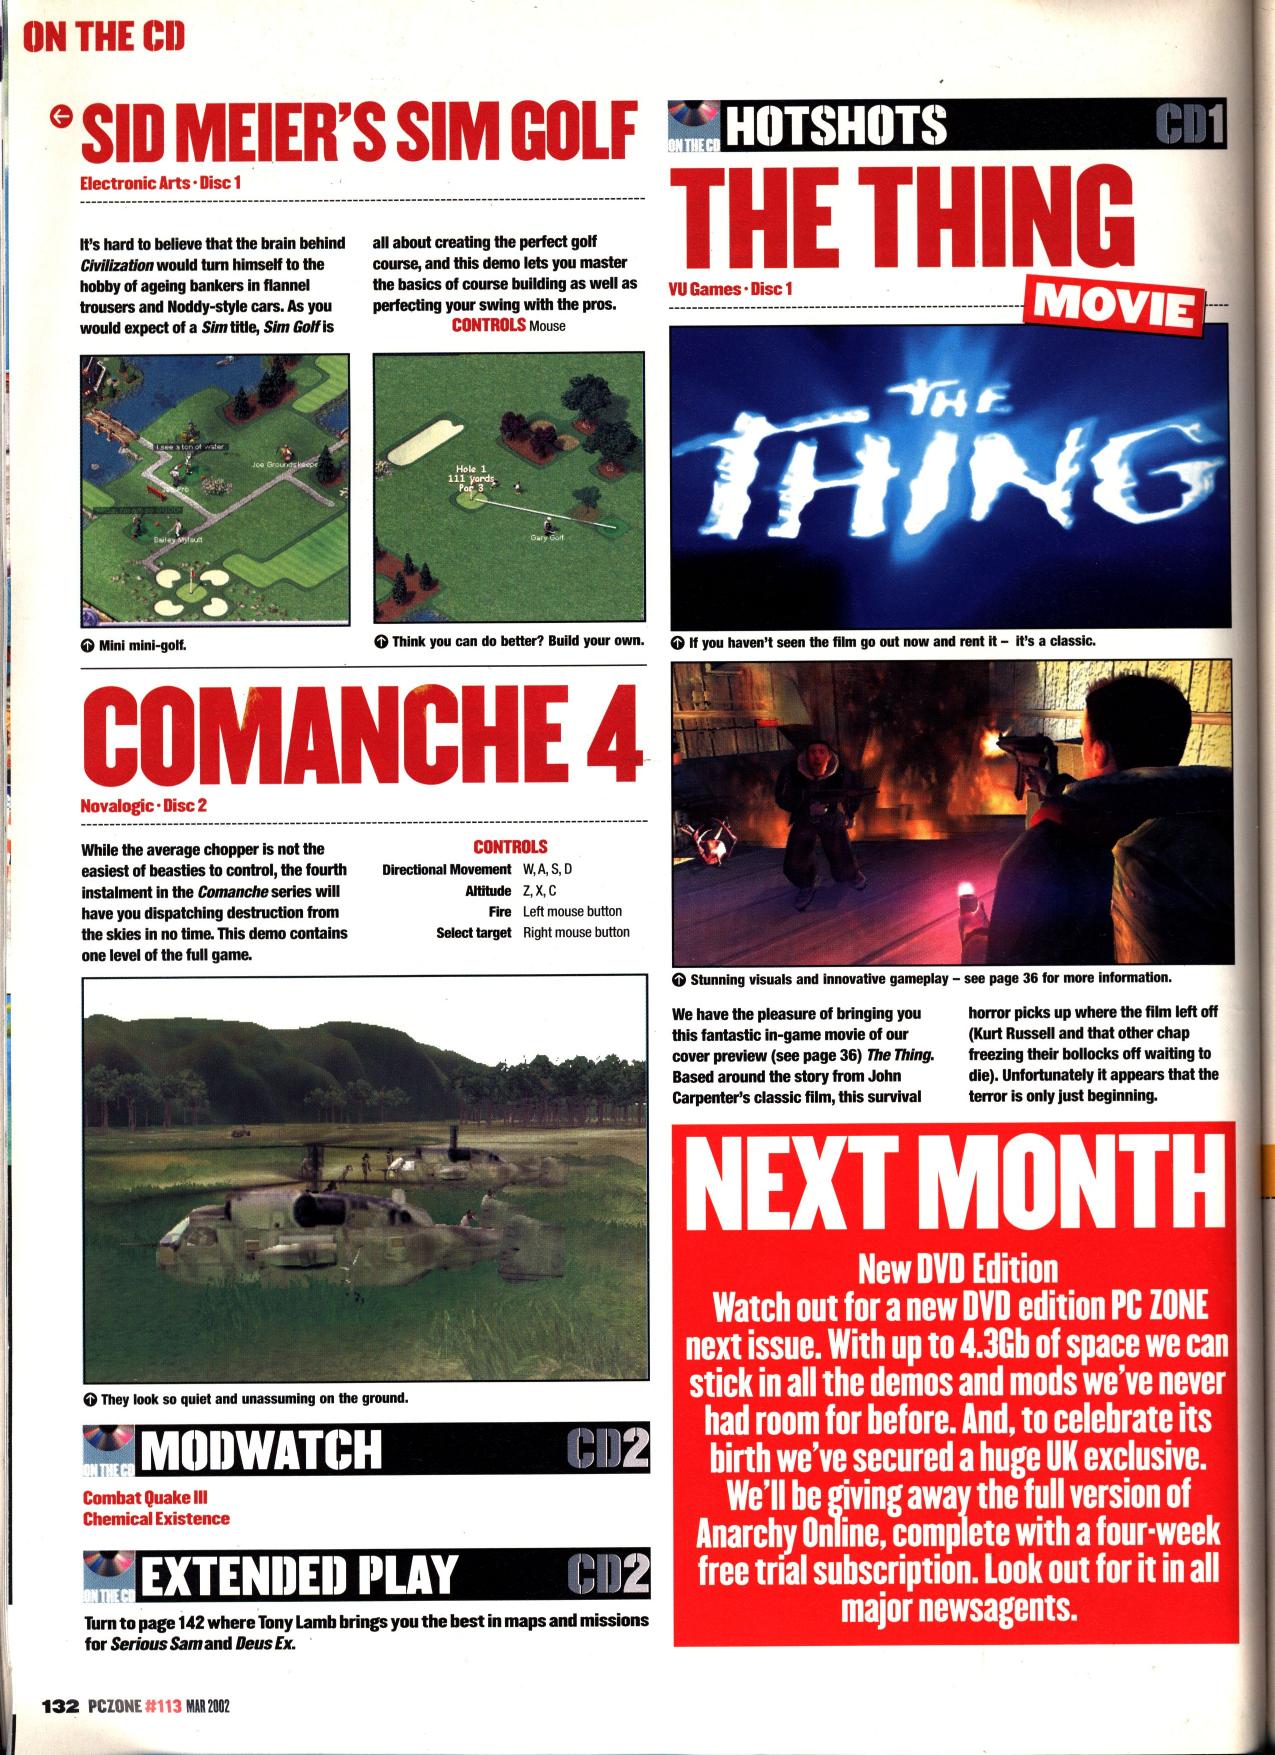 ON THE CD
SID MEIER'S SIM GOLF
Electronic Arts · Disc 1
It's hard to believe that the brain behind
Civilization would turn himself to the
hobby of ageing bankers in flannel
trousers and Noddy-style cars. As you
would expect of a Sim title, Sim Golf is
all about creating the perfect golf
course, and this demo lets you master
the basics of course building as well as
perfecting your swing with the pros.
CONTROLS Mouse
I see a ton of water
Joe Groundskeepe
Hole 1
111 yards
Par 3
Gary Golf
Mini mini-golf.
Think you can do better? Build your own.
COMANCHE 4
Novalogic · Disc 2
While the average chopper is not the
easiest of beasties to control, the fourth
instalment in the Comanche series will
have you dispatching destruction from
the skies in no time. This demo contains
one level of the full game.
CONTROLS
Directional Movement W, A, S, D
Altitude Z, X, C
Fire Left mouse button
Select target Right mouse button
They look so quiet and unassuming on the ground.
ON THE CD MODWATCH CD2
Combat Quake III
Chemical Existence
ON THE CD EXTENDED PLAY CD2
Turn to page 142 where Tony Lamb brings you the best in maps and missions
for Serious Sam and Deus Ex.
ON THE CD HOTSHOTS CD1
THE THING
VU Games · Disc 1
MOVIE
THE
THING
If you haven't seen the film go out now and rent it – it's a classic.
Stunning visuals and innovative gameplay – see page 36 for more information.
We have the pleasure of bringing you
this fantastic in-game movie of our
cover preview (see page 36) The Thing.
Based around the story from John
Carpenter's classic film, this survival
horror picks up where the film left off
(Kurt Russell and that other chap
freezing their bollocks off waiting to
die). Unfortunately it appears that the
terror is only just beginning.
NEXT MONTH
New DVD Edition
Watch out for a new DVD edition PC ZONE
next issue. With up to 4.3Gb of space we can
stick in all the demos and mods we've never
had room for before. And, to celebrate its
birth we've secured a huge UK exclusive.
We'll be giving away the full version of
Anarchy Online, complete with a four-week
free trial subscription. Look out for it in all
major newsagents.
132 PCZONE #113 MAR 2002